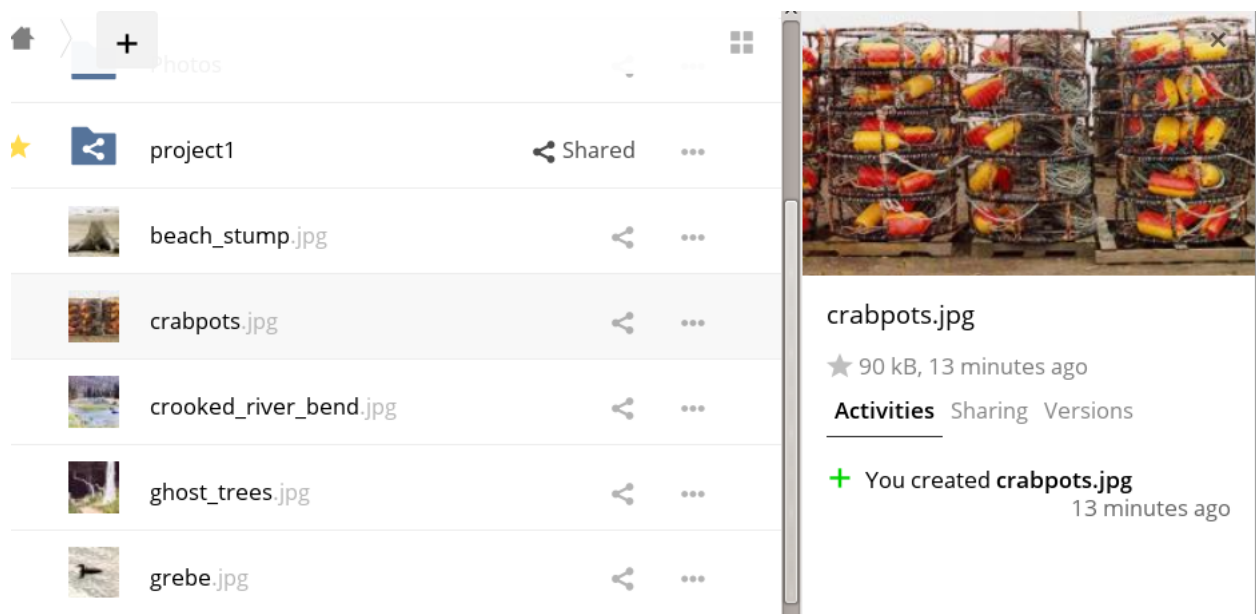 +
Photos
project1 Shared ...
beach_stump.jpg ...
crabpots.jpg ...
crooked_river_bend.jpg ...
ghost_trees.jpg ...
grebe.jpg ...
crabpots.jpg
90 kB, 13 minutes ago
Activities Sharing Versions
+ You created crabpots.jpg
13 minutes ago